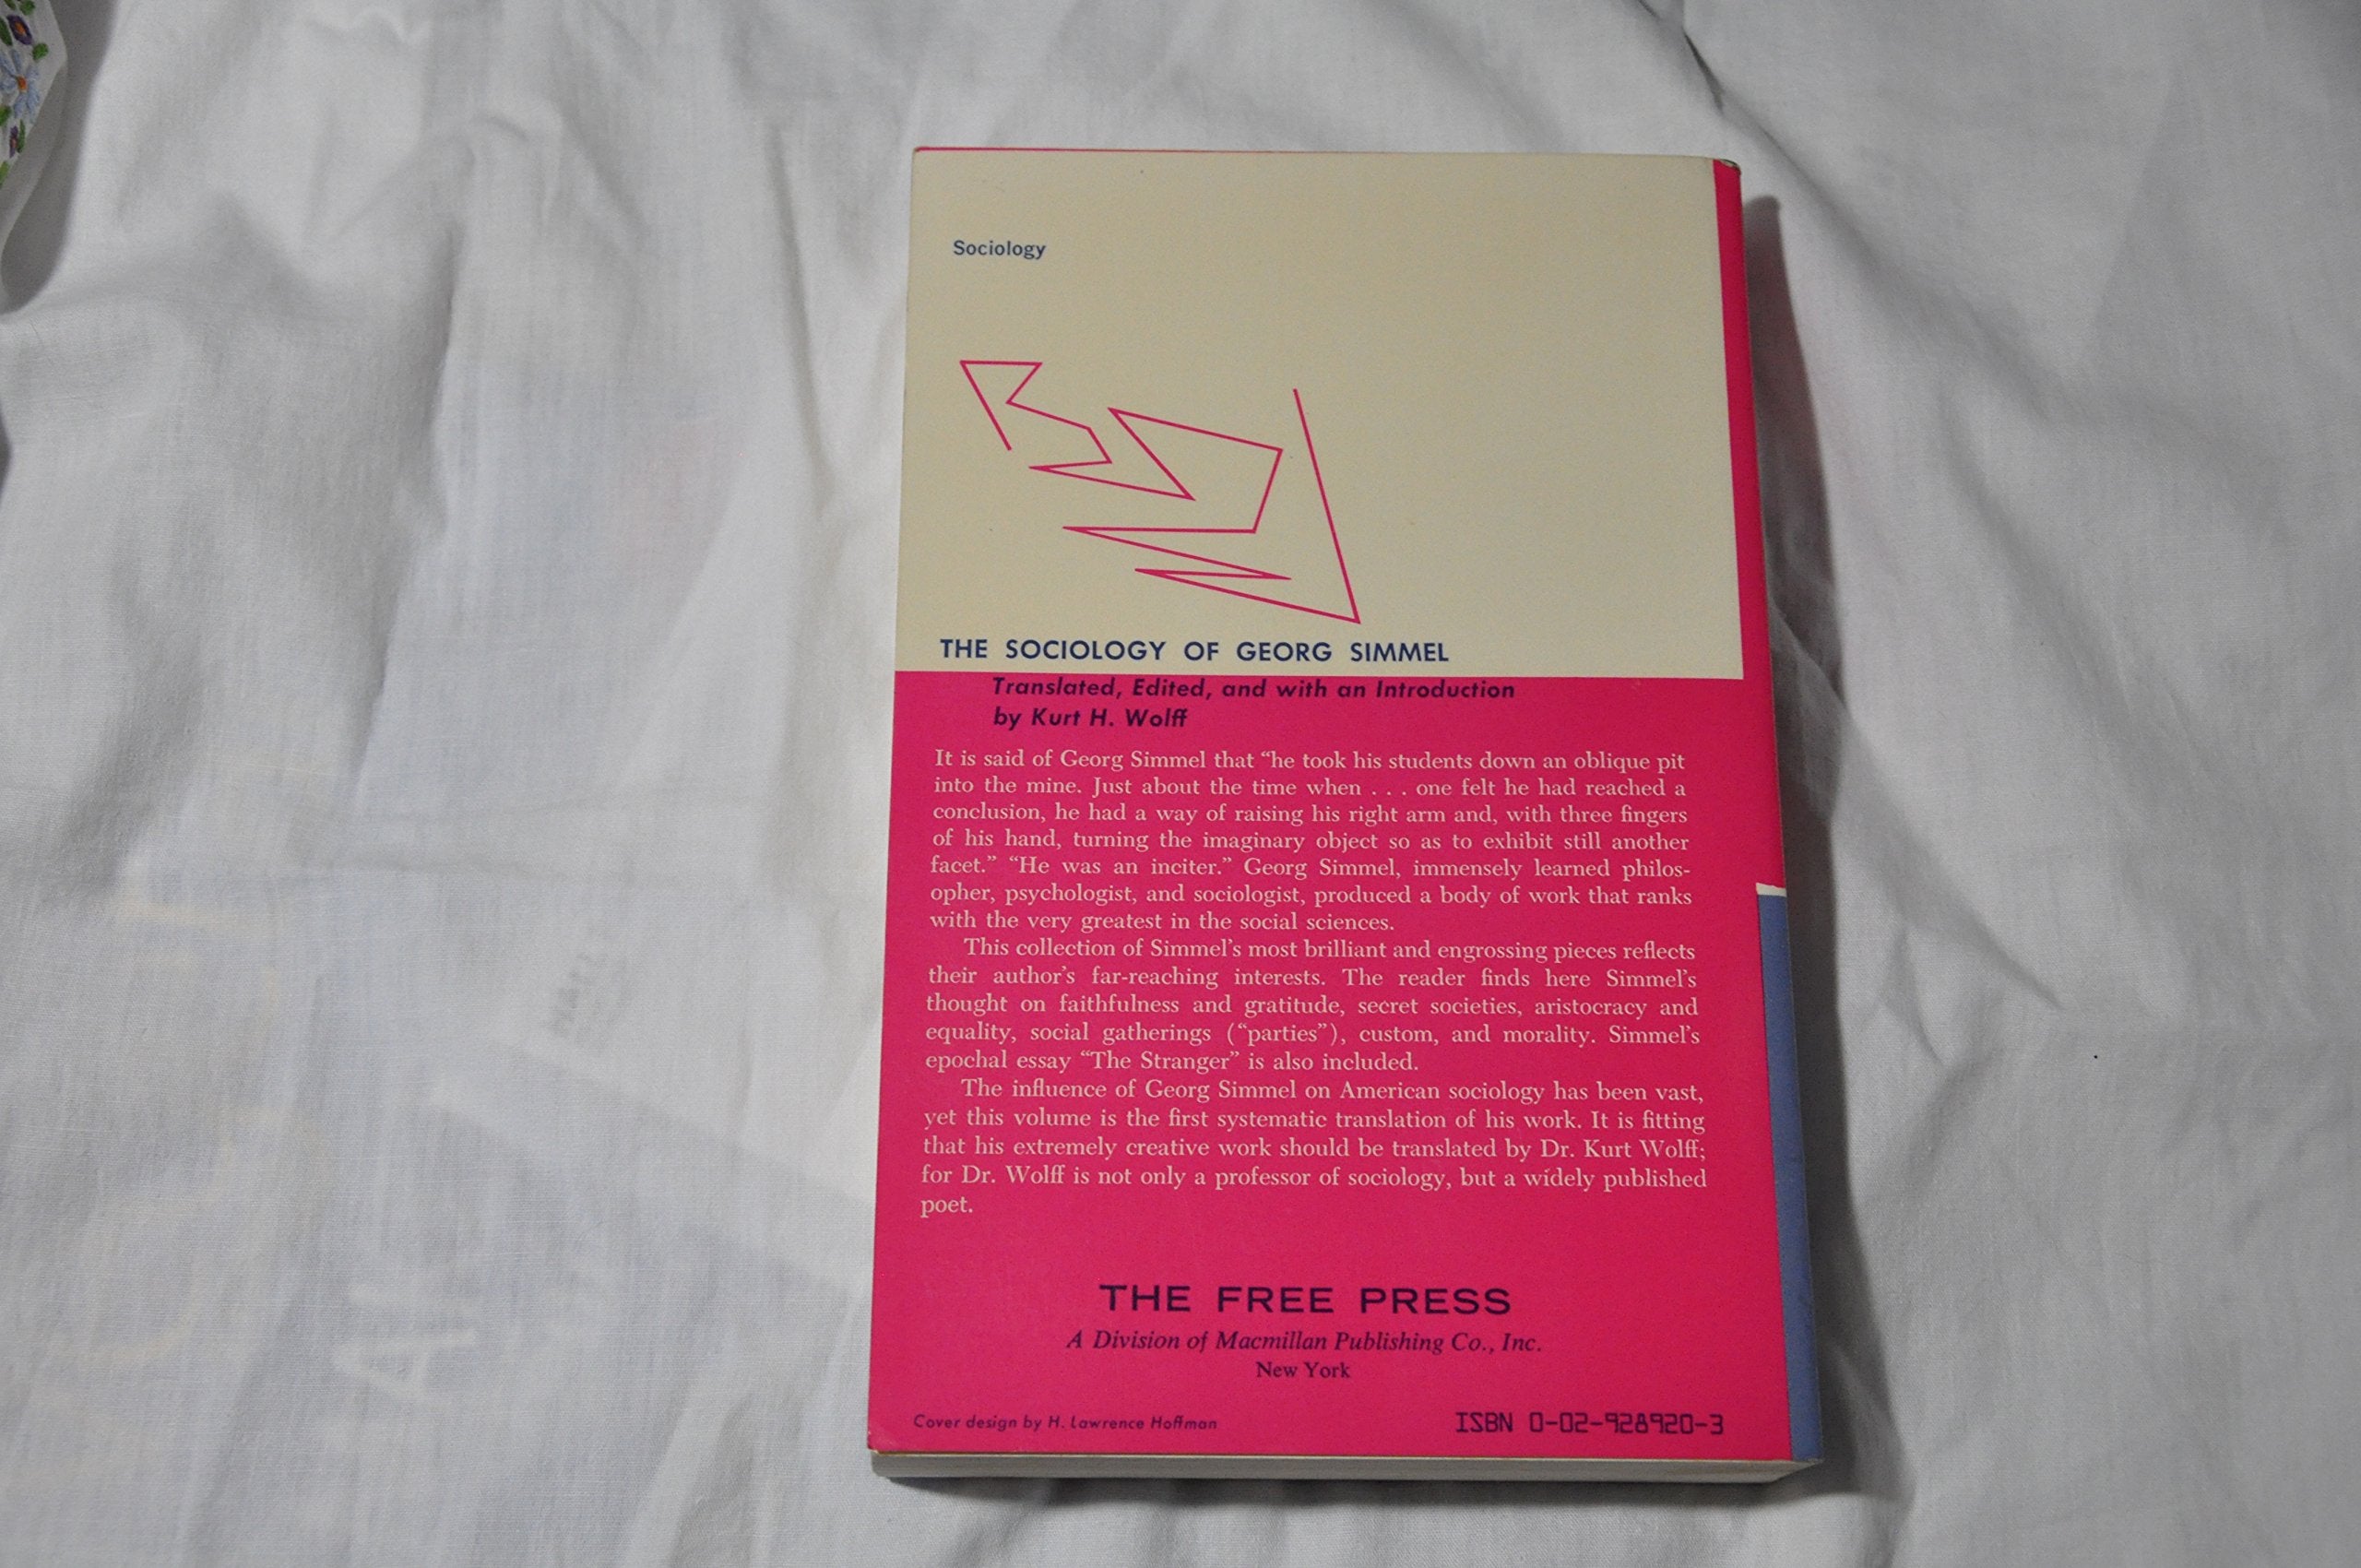 Sociology
THE SOCIOLOGY OF GEORG SIMMEL
Translated, Edited, and with an Introduction
by Kurt H. Wolff
It is said of Georg Simmel that “he took his students down an oblique pit
into the mine. Just about the time when . . . one felt he had reached a
conclusion, he had a way of raising his right arm and, with three fingers
of his hand, turning the imaginary object so as to exhibit still another
facet.” “He was an inciter.” Georg Simmel, immensely learned philos-
opher, psychologist, and sociologist, produced a body of work that ranks
with the very greatest in the social sciences.
This collection of Simmel’s most brilliant and engrossing pieces reflects
their author’s far-reaching interests. The reader finds here Simmel’s
thought on faithfulness and gratitude, secret societies, aristocracy and
equality, social gatherings (“parties”), custom, and morality. Simmel’s
epochal essay “The Stranger” is also included.
The influence of Georg Simmel on American sociology has been vast,
yet this volume is the first systematic translation of his work. It is fitting
that his extremely creative work should be translated by Dr. Kurt Wolff;
for Dr. Wolff is not only a professor of sociology, but a widely published
poet.
THE FREE PRESS
A Division of Macmillan Publishing Co., Inc.
New York
Cover design by H. Lawrence Hoffman
ISBN 0-02-928920-3